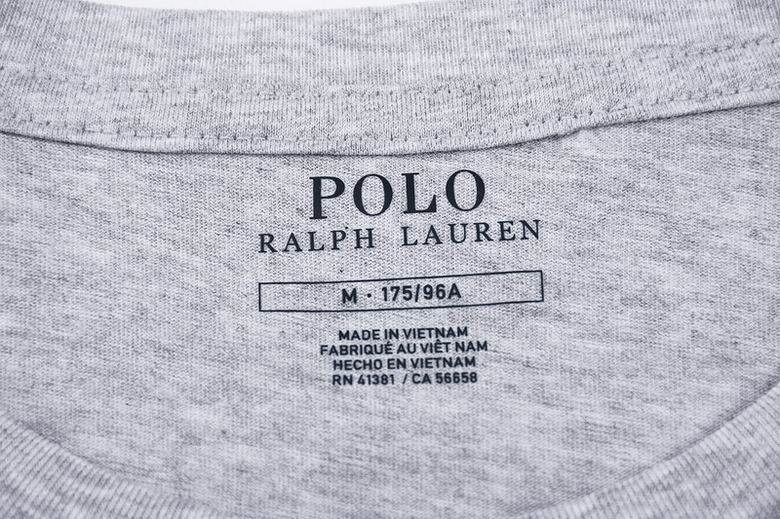 POLO
RALPH LAUREN
M · 175/96A
MADE IN VIETNAM
FABRIQUÉ AU VIÊT NAM
HECHO EN VIETNAM
RN 41381 / CA 56658